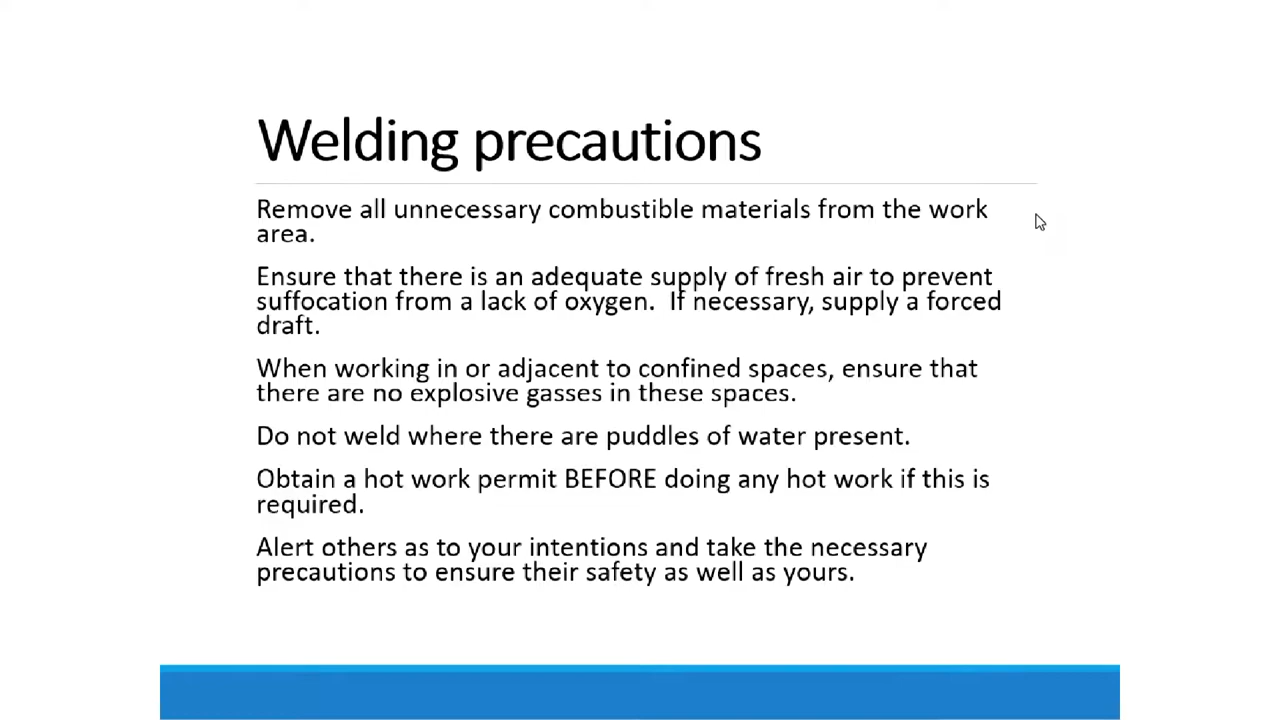 Welding precautions
Remove all unnecessary combustible materials from the work
area.
Ensure that there is an adequate supply of fresh air to prevent
suffocation from a lack of oxygen.  If necessary, supply a forced
draft.
When working in or adjacent to confined spaces, ensure that
there are no explosive gasses in these spaces.
Do not weld where there are puddles of water present.
Obtain a hot work permit BEFORE doing any hot work if this is
required.
Alert others as to your intentions and take the necessary
precautions to ensure their safety as well as yours.